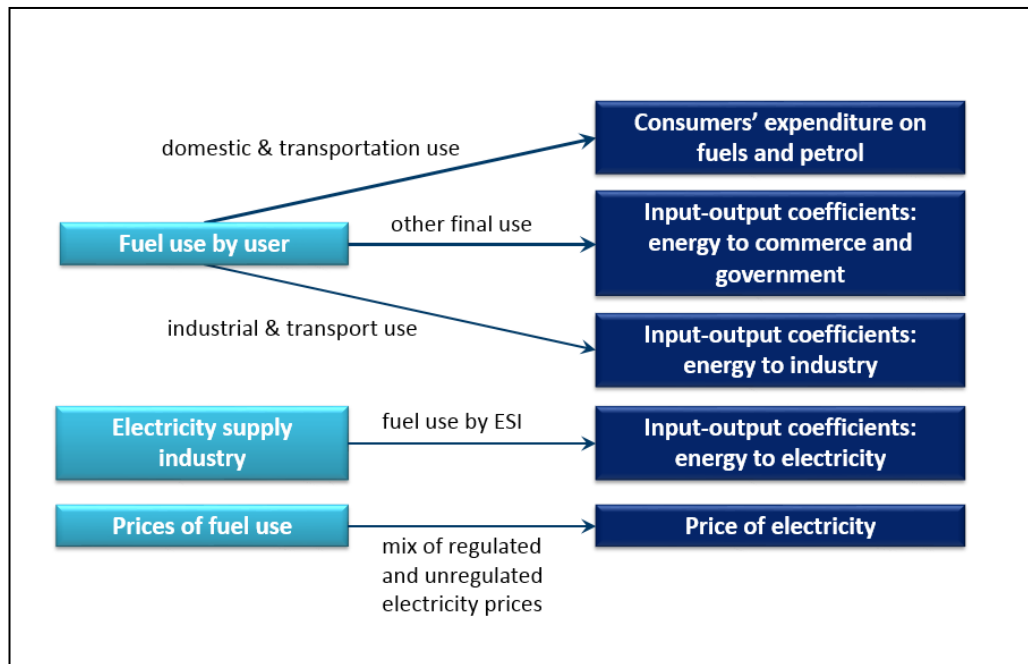 Consumers’ expenditure on
fuels and petrol
domestic & transportation use
Input-output coefficients:
energy to commerce and
government
other final use
Fuel use by user
industrial & transport use
Input-output coefficients:
energy to industry
Electricity supply
industry
fuel use by ESI
Input-output coefficients:
energy to electricity
Prices of fuel use
Price of electricity
mix of regulated
and unregulated
electricity prices